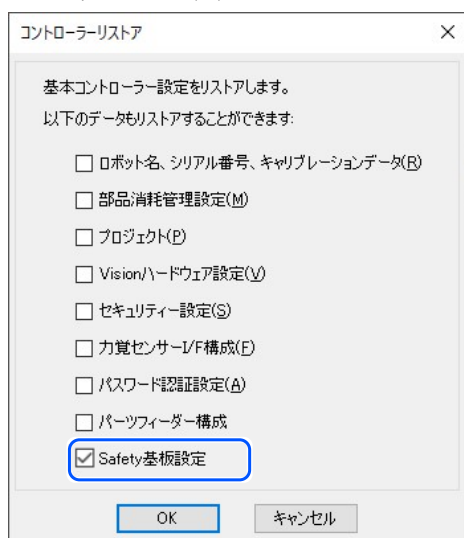 コントローラーリストア
基本コントローラー設定をリストアします。
以下のデータもリストアすることができます:
ロボット名、シリアル番号、キャリブレーションデータ(R)
部品消耗管理設定(M)
プロジェクト(P)
Visionハードウェア設定(V)
セキュリティー設定(S)
力覚センサーI/F構成(F)
パスワード認証設定(A)
パーツフィーダー構成
Safety基板設定
OK キャンセル